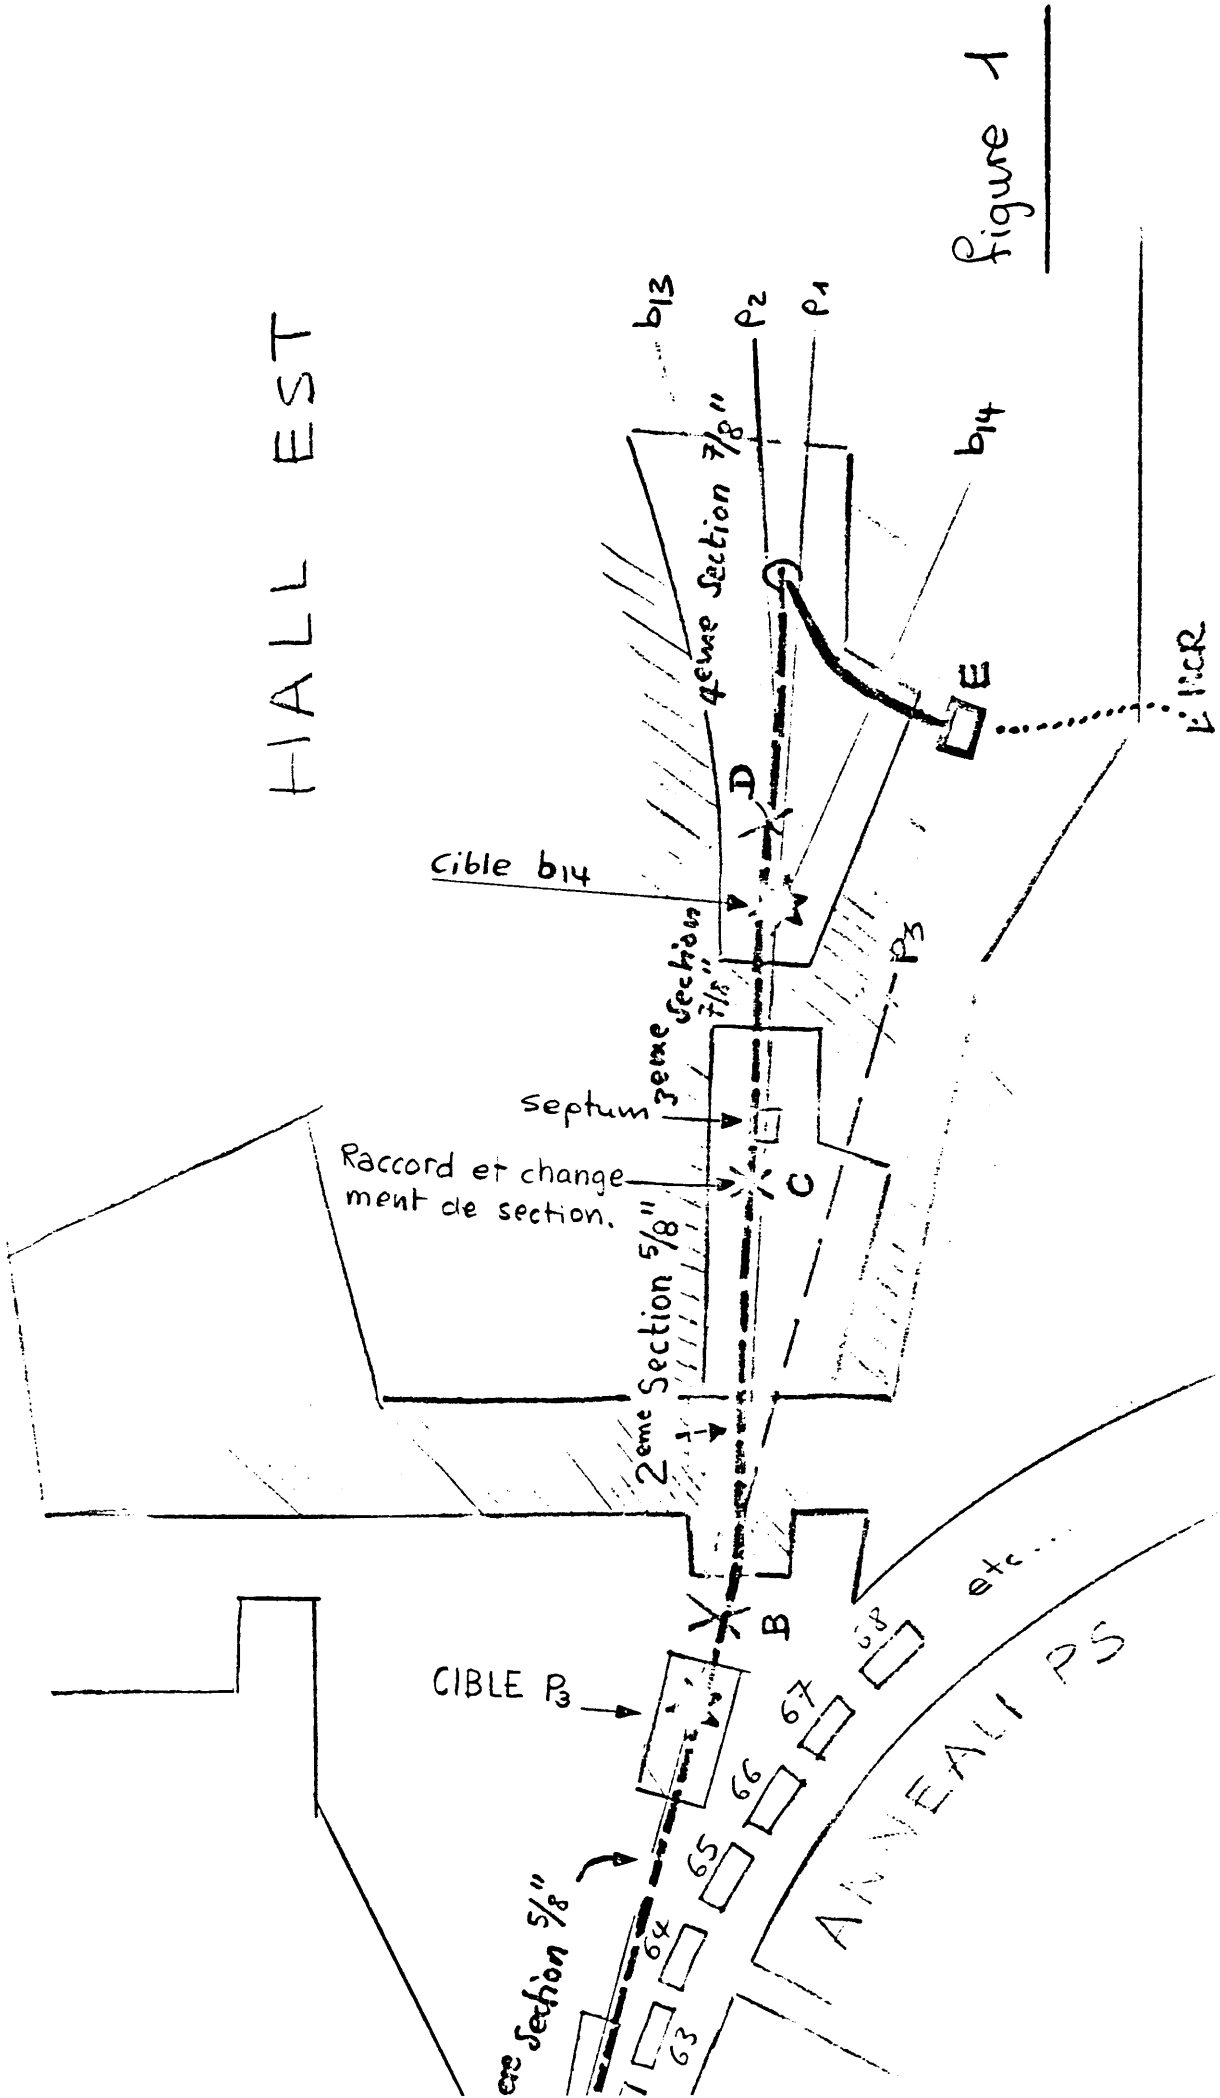 figure 1
HALL EST
b13
P2
P1
b14
4eme Section 7/8"
D
E
MCR
Cible b14
3eme Section
7/8"
P3
Septum
Raccord et change
ment de section.
C
2eme Section 5/8"
B
CIBLE P3
ere Section 5/8"
63
64
65
66
67
68
etc...
ANNEAU PS